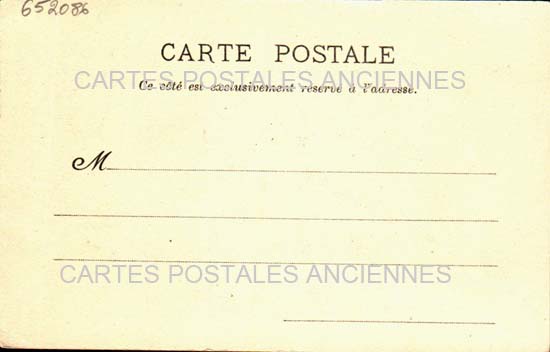 652086
CARTE POSTALE
CARTES POSTALES ANCIENNES
Ce côté est exclusivement réservé à l'adresse.
M
CARTES POSTALES ANCIENNES